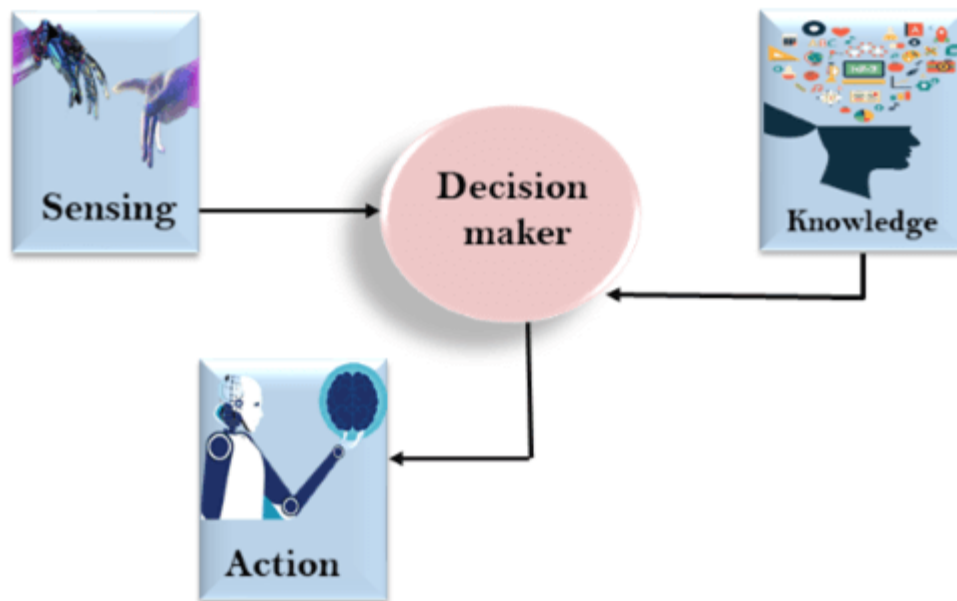 Sensing
Decision
maker
Knowledge
Action